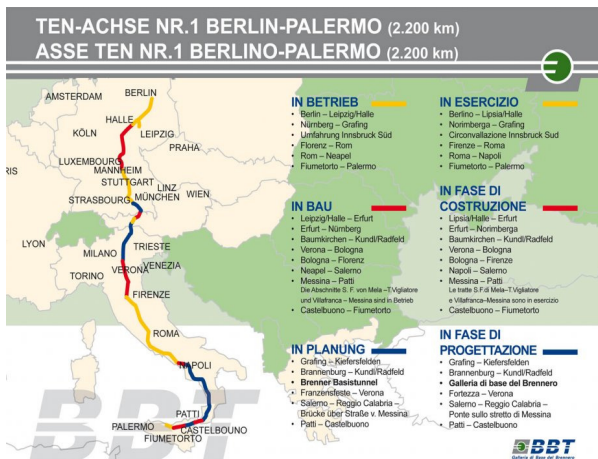 TEN-ACHSE NR.1 BERLIN-PALERMO (2.200 km)
ASSE TEN NR.1 BERLINO-PALERMO (2.200 km)
AMSTERDAM
BERLIN
HALLE
KÖLN
LEIPZIG
PRAHA
RIS
LUXEMBOURG
MANNHEIM
STUTTGART
LINZ
STRASBOURG
MÜNCHEN
WIEN
LYON
TRIESTE
MILANO
VENEZIA
TORINO
VERONA
FIRENZE
ROMA
NAPOLI
PATTI
PALERMO
CASTELBOUNO
FIUMETORTO
BBT
IN BETRIEB
• Berlin – Leipzig/Halle
• Nürnberg – Grafing
• Umfahrung Innsbruck Süd
• Florenz – Rom
• Rom – Neapel
• Fiumetorto – Palermo
IN BAU
• Leipzig/Halle – Erfurt
• Erfurt – Nürnberg
• Baumkirchen – Kundl/Radfeld
• Verona – Bologna
• Bologna – Florenz
• Neapel – Salerno
• Messina – Patti
Die Abschnitte S. F. von Mela –T.Vigliatore
und Villafranca – Messina sind in Betrieb
• Castelbuono – Fiumetorto
IN PLANUNG
• Grafing – Kiefersfelden
• Brannenburg – Kundl/Radfeld
• Brenner Basistunnel
• Franzensfeste – Verona
• Salerno – Reggio Calabria –
Brücke über Straße v. Messina
• Patti – Castelbuono
IN ESERCIZIO
• Berlino – Lipsia/Halle
• Norimberga – Grafing
• Circonvallazione Innsbruck Sud
• Firenze – Roma
• Roma – Napoli
• Fiumetorto – Palermo
IN FASE DI
COSTRUZIONE
• Lipsia/Halle – Erfurt
• Erfurt – Norimberga
• Baumkirchen – Kundl/Radfeld
• Verona – Bologna
• Bologna – Firenze
• Napoli – Salerno
• Messina – Patti
Le tratte S.F.di Mela–T.Vigliatore
e Villafranca–Messina sono in esercizio
• Castelbuono – Fiumetorto
IN FASE DI
PROGETTAZIONE
• Grafing – Kiefersfelden
• Brannenburg – Kundl/Radfeld
• Galleria di base del Brennero
• Fortezza – Verona
• Salerno – Reggio Calabria –
Ponte sullo stretto di Messina
• Patti – Castelbuono
BBT
Galleria di Base del Brennero